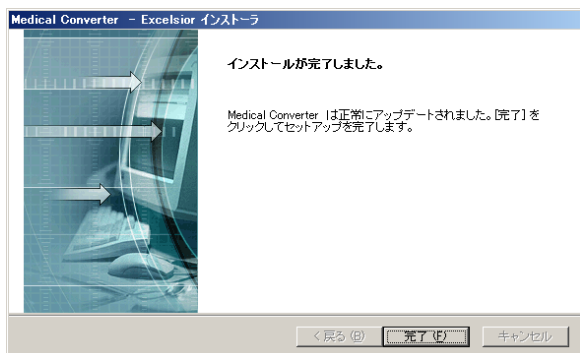 Medical Converter - Excelsior インストーラ
インストールが完了しました。
Medical Converter は正常にアップデートされました。[完了] を
クリックしてセットアップを完了します。
< 戻る (B)
完了 (F)
キャンセル